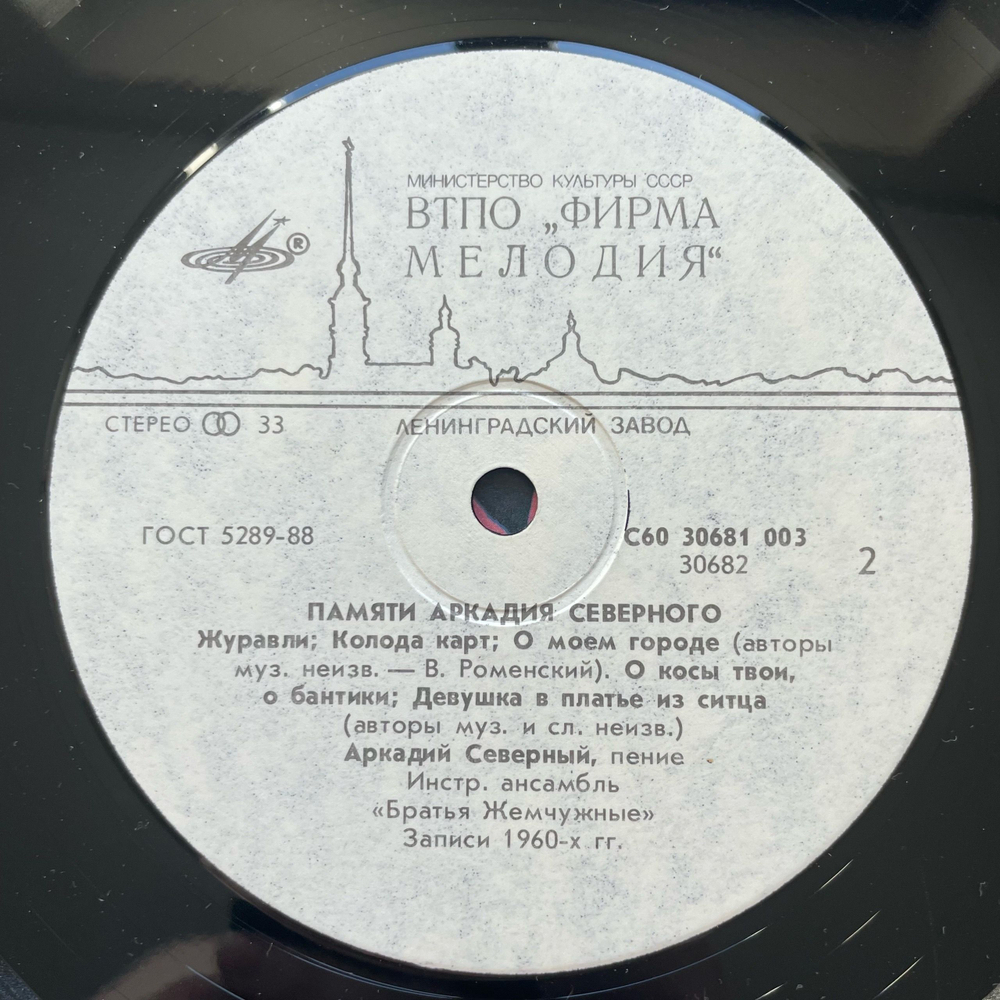 МИНИСТЕРСТВО КУЛЬТУРЫ СССР
ВТПО „ФИРМА
МЕЛОДИЯ“
®
СТЕРЕО 33
ЛЕНИНГРАДСКИЙ ЗАВОД
ГОСТ 5289-88
С60 30681 003
30682
2
ПАМЯТИ АРКАДИЯ СЕВЕРНОГО
Журавли; Колода карт; О моем городе (авторы
муз. неизв. — В. Роменский). О косы твои,
о бантики; Девушка в платье из ситца
(авторы муз. и сл. неизв.)
Аркадий Северный, пение
Инстр. ансамбль
«Братья Жемчужные»
Записи 1960-х гг.